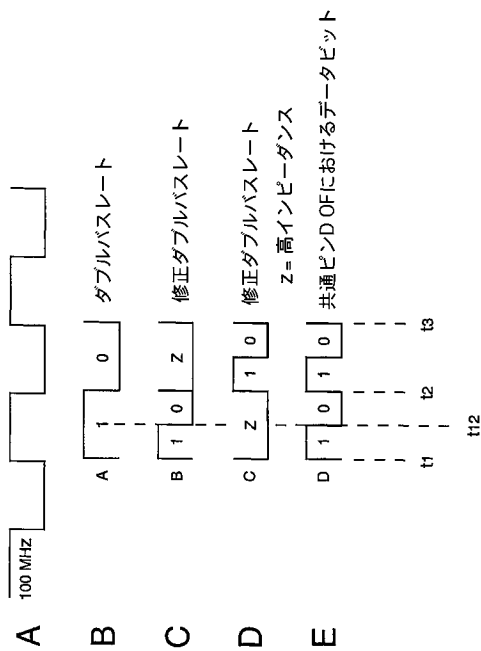 A
100 MHz
B
A
1
0
ダブルバスレート
C
B
1
0
Z
修正ダブルバスレート
D
C
Z
1
0
修正ダブルバスレート
Z = 高インピーダンス
E
D
1
0
1
0
共通ピンD OFにおけるデータビット
t1
t2
t3
t12